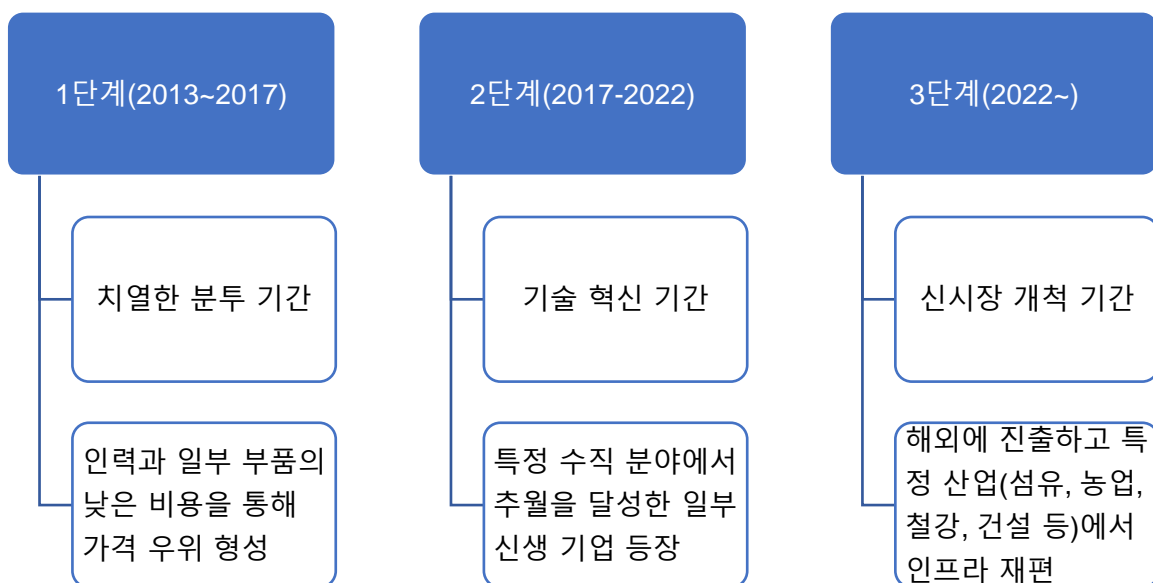 1단계(2013~2017)
치열한 분투 기간
인력과 일부 부품의
낮은 비용을 통해
가격 우위 형성
2단계(2017-2022)
기술 혁신 기간
특정 수직 분야에서
추월을 달성한 일부
신생 기업 등장
3단계(2022~)
신시장 개척 기간
해외에 진출하고 특
정 산업(섬유, 농업,
철강, 건설 등)에서
인프라 재편